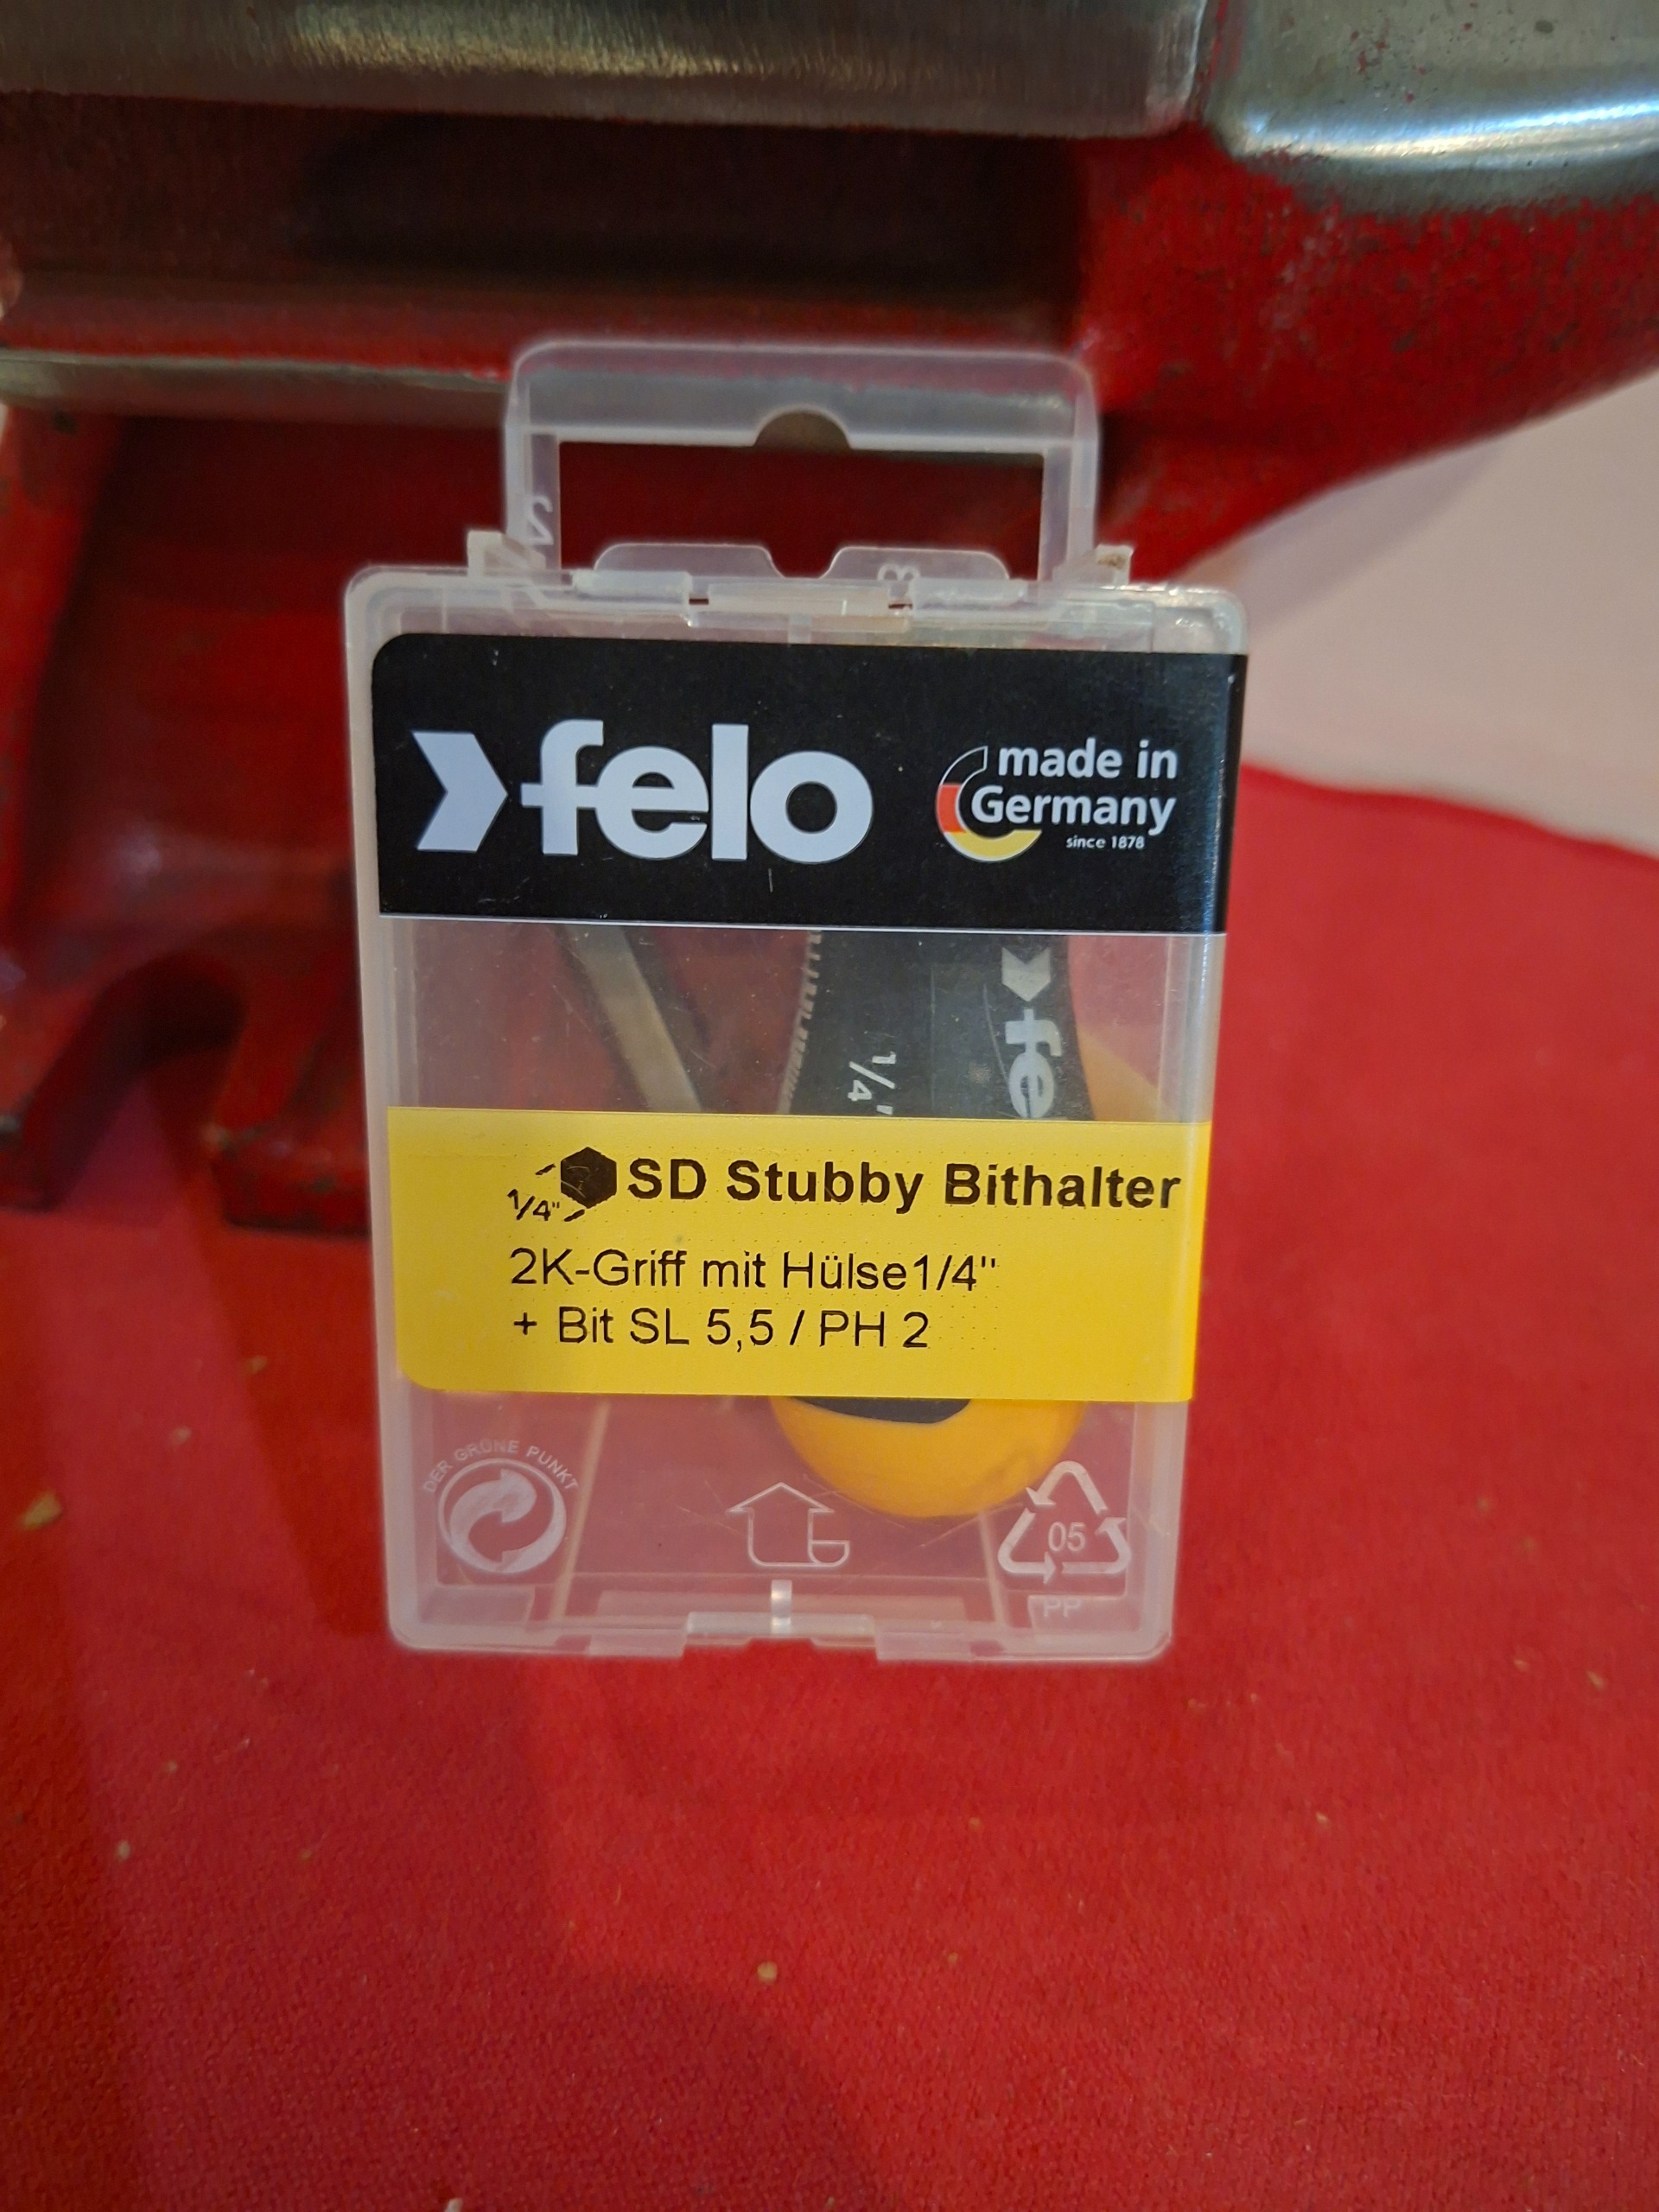 felo
made in
Germany
since 1878
fe
1/4"
1/4"
SD Stubby Bithalter
2K-Griff mit Hülse1/4"
+ Bit SL 5,5 / PH 2
DER GRÜNE PUNKT
05
PP